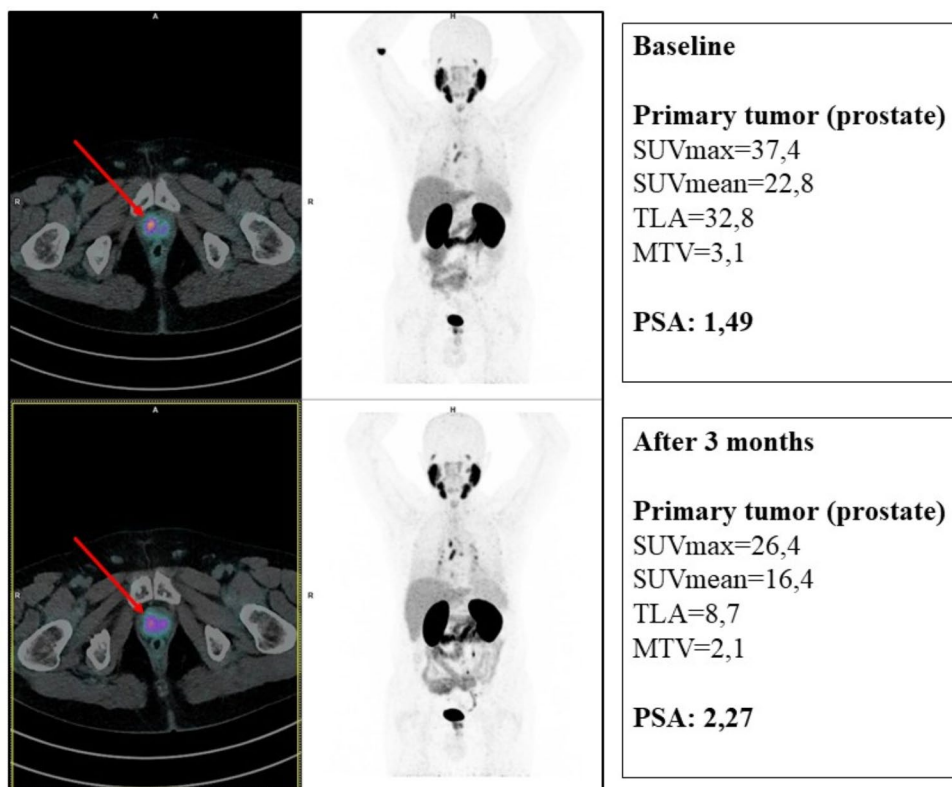 A
H
R
R
Baseline
Primary tumor (prostate)
SUVmax=37,4
SUVmean=22,8
TLA=32,8
MTV=3,1
PSA: 1,49
A
H
R
R
After 3 months
Primary tumor (prostate)
SUVmax=26,4
SUVmean=16,4
TLA=8,7
MTV=2,1
PSA: 2,27